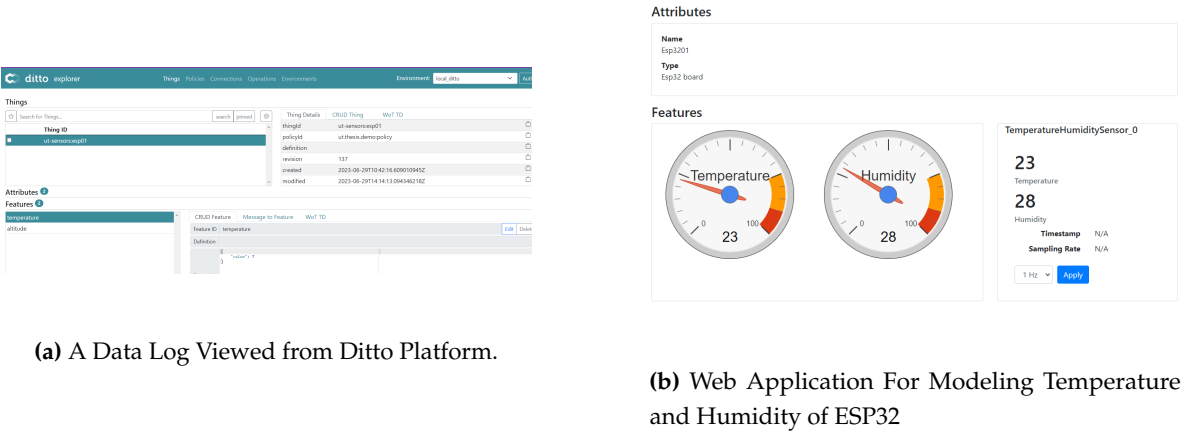 ditto explorer
Things Policies Connections Operations Environments
Environment: local_ditto
Things
Search for Things...
search pinned
Thing ID
ut-sensors:esp01
Thing Details CRUD Thing WoT TD
thingId ut-sensors:esp01
policyId ut.thesis.demo:policy
definition
revision 137
created 2023-06-29T10:42:16.609010945Z
modified 2023-06-29T14:14:13.094346218Z
Attributes
Features
temperature
altitude
CRUD Feature Message to Feature WoT TD
Feature ID temperature
Edit
Definition
(a) A Data Log Viewed from Ditto Platform.
Attributes
Name
Esp3201
Type
Esp32 board
Features
Temperature
0 100
23
Humidity
0 100
28
TemperatureHumiditySensor_0
23
Temperature
28
Humidity
Timestamp N/A
Sampling Rate N/A
1 Hz Apply
(b) Web Application For Modeling Temperature
and Humidity of ESP32